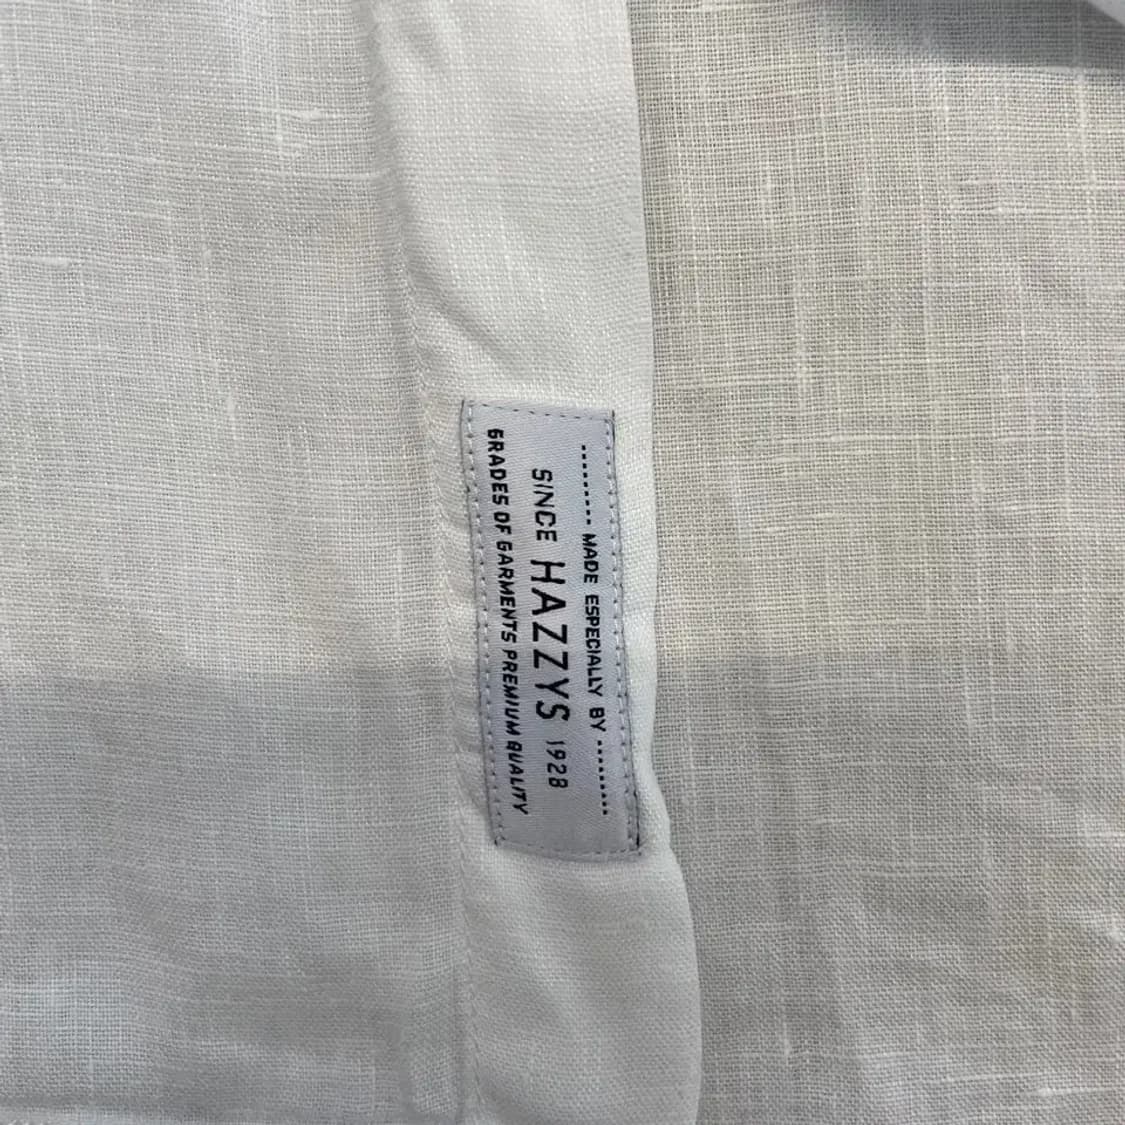 --------- MADE ESPECIALLY BY ---------
SINCE HAZZYS 1928
GRADES OF GARMENTS PREMIUM QUALITY